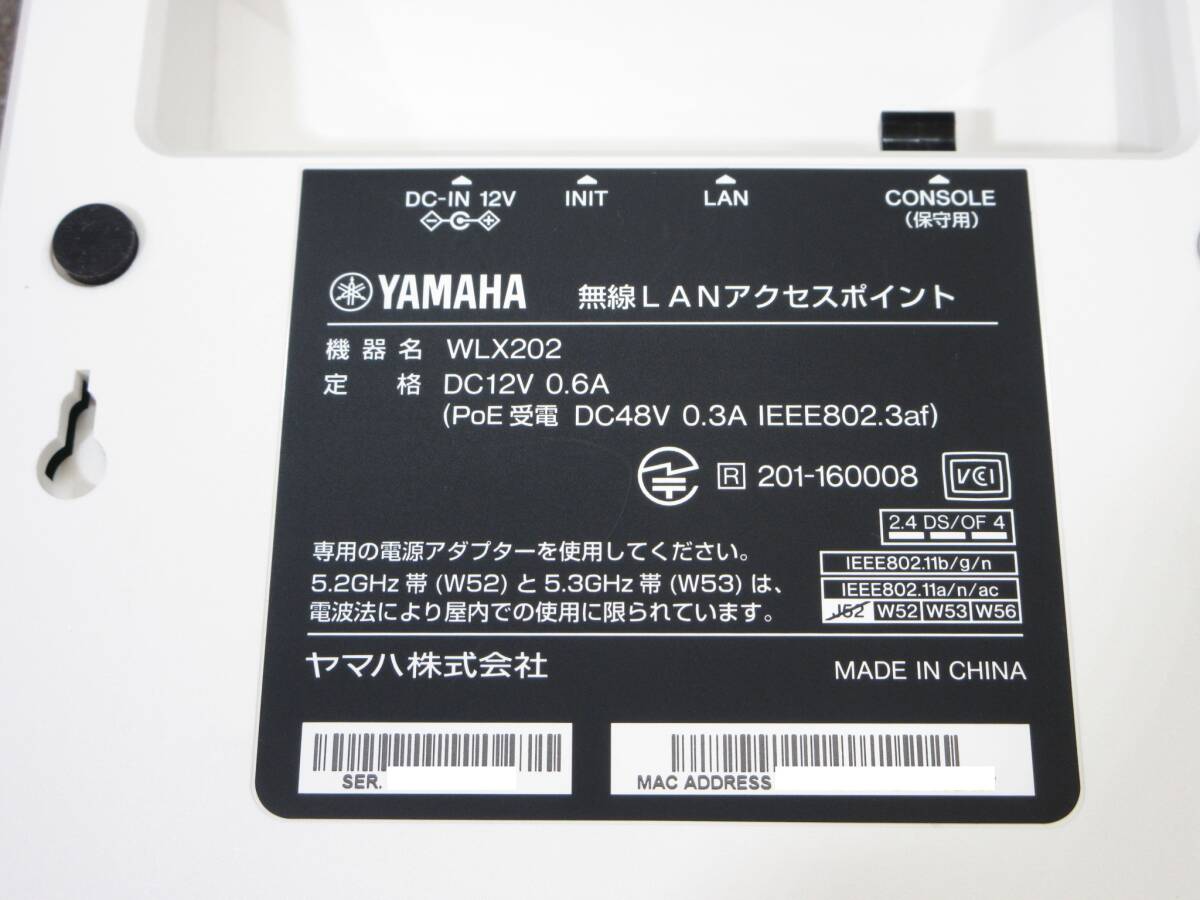 DC-IN 12V INIT LAN CONSOLE
(保守用)
YAMAHA 無線LANアクセスポイント
機器名 WLX202
定格 DC12V 0.6A
(PoE受電 DC48V 0.3A IEEE802.3af)
R 201-160008 VCI
2.4 DS/OF 4
専用の電源アダプターを使用してください。
IEEE802.11b/g/n
5.2GHz帯(W52)と5.3GHz帯(W53)は、
IEEE802.11a/n/ac
電波法により屋内での使用に限られています。
J52 W52 W53 W56
ヤマハ株式会社 MADE IN CHINA
SER. MAC ADDRESS